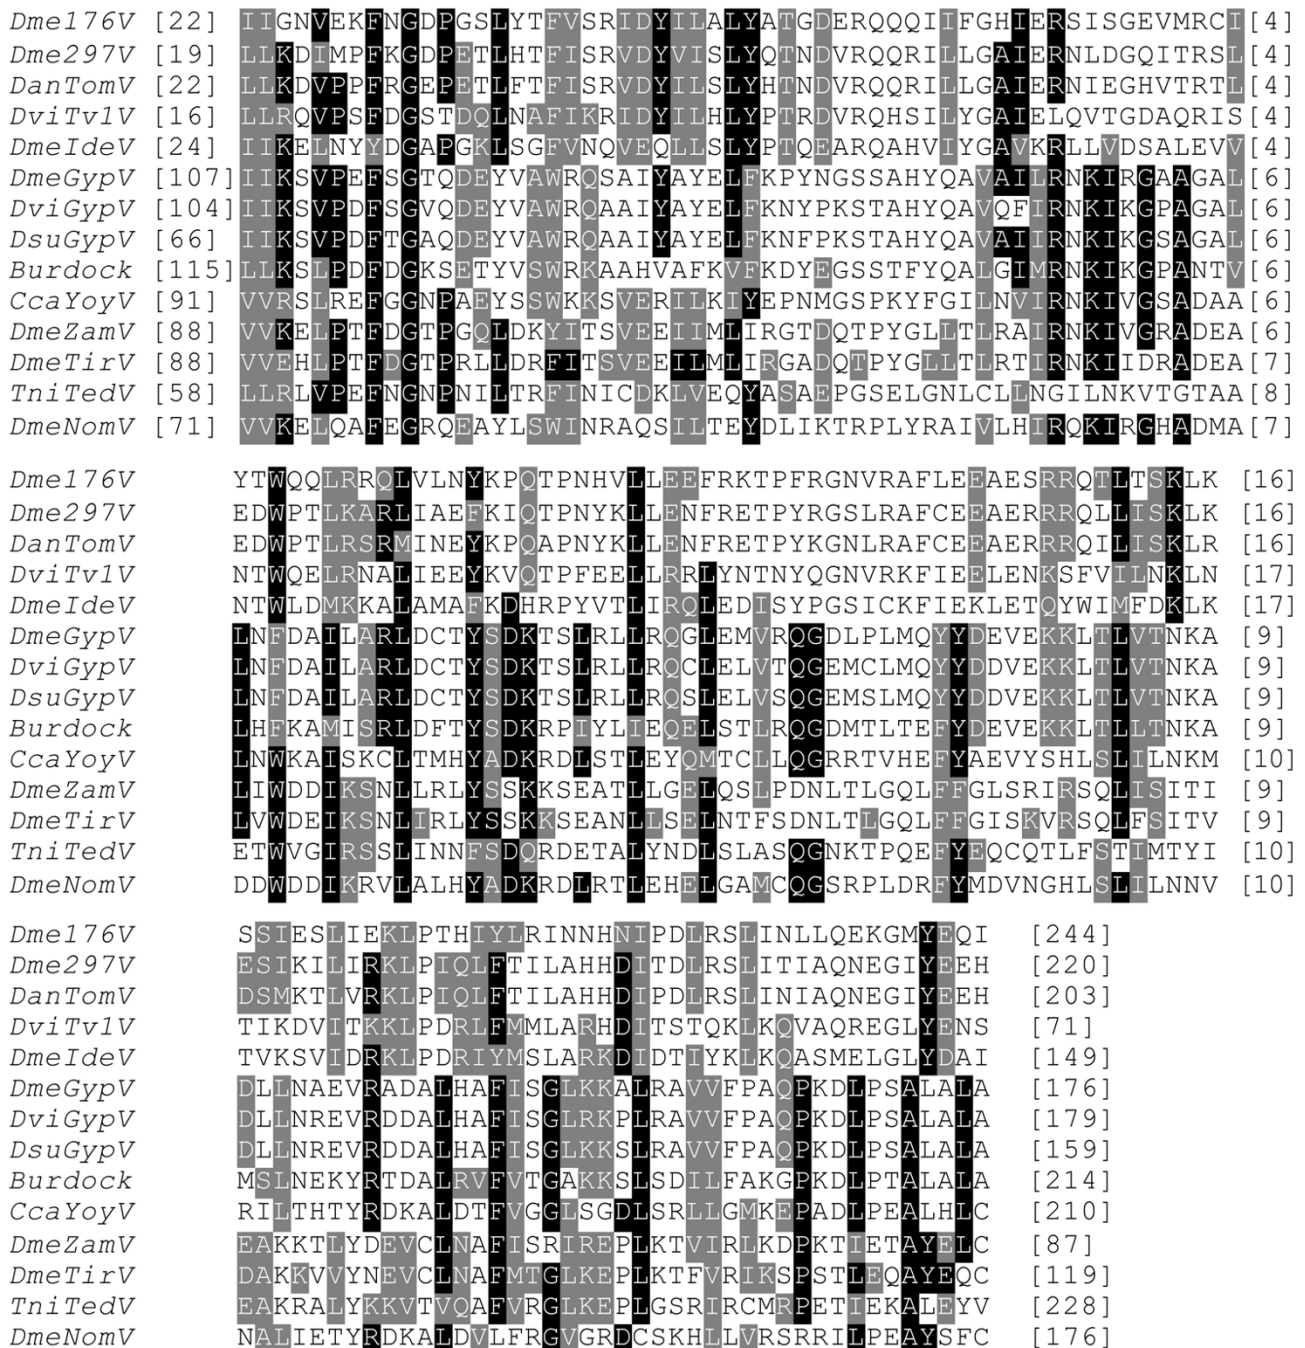 Dme176V [22] IIGNVEKFNGDPGSLYTFVSRIDYILALYATGDERQQQIIFGHIERSISGEVMRCI[4]
Dme297V [19] LLKDIMPFKGDPETLHTFISRVDYVISLYQTNDVRQQRILLGAIERNLDGQITRSL[4]
DanTomV [22] LLKDVPPFRGEPETLFTFISRVDYILSLYHTNDVRQQRILLGAIERNIEGHVTRTL[4]
DviTv1V [16] LLRQVPSFDGSTDQLNAFIKRIDYILHLYPTRDVRQHSILYGAIELQVTGDAQRIS[4]
DmeIdeV [24] IIKELNYYDGAPGKLSGFVNQVEQLLSLYPTQEARQAHVIYGAVKRLLVDSALEVV[4]
DmeGypV [107] IIKSVPEFSGTQDEYVAWRQSAIYAYELFKPYNGSSAHYQAVAILRNKIRGAAGAL[6]
DviGypV [104] IIKSVPDFSGVQDEYVAWRQAAIYAYELFKNYPKSTAHYQAVQFIRNKIKGPAGAL[6]
DsuGypV [66] IIKSVPDFTGAQDEYVAWRQAAIYAYELFKNFPKSTAHYQAVAIIRNKIKGSAGAL[6]
Burdock [115] LLKSLPDFDGKSETYVSWRKAAHVAFKVFKDYEGSSTFYQALGIMRNKIKGPANTV[6]
CcaYoyV [91] VVRSLREFGGNPAEYSSWKKSVERILKIYEPNMGSPKYFGILNVIRNKIVGSADAA[6]
DmeZamV [88] VVKELPTFDGTPGQLDKYITSVEEIIMLIRGTDQTPYGLLTLRAIRNKIVGRADEA[6]
DmeTirV [88] VVEHLPTFDGTPRLLDRFITSVEEILMLIRGADQTPYGLLTLRTIRNKIIDRADEA[7]
TniTedV [58] LLRLVPEFNGNPNILTRFINICDKLVEQYASAEPGSELGNLCLLNGILNKVTGTAA[8]
DmeNomV [71] VVKELQAFEGRQEAYLSWINRAQSILTEYDLIKTRPLYRAIVLHIRQKIRGHADMA[7]
Dme176V YTWQQLRRQLVLNYKPQTPNHVLLEEFRKTPFRGNVRAFLEEAESRRQTLTSKLK [16]
Dme297V EDWPTLKARLIAEFKIQTPNYKLLENFRETPYRGSLRAFCEEAERRRQLLISKLK [16]
DanTomV EDWPTLRSRMINEYKPQAPNYKLLENFRETPYKGNLRAFCEEAERRRQILISKLR [16]
DviTv1V NTWQELRNALIEEYKVQTPFEELLRRLYNTNYQGNVRKFIEELENKSFVILNKLN [17]
DmeIdeV NTWLDMKKALAMAFKDHRPYVTLIRQLEDISYPGSICKFIEKLETQYWIMFDKLK [17]
DmeGypV LNFDAILARLDCTYSDKTSLRLLRQGLEMVRQGDLPLMQYYDEVEKKLTLVTNKA [9]
DviGypV LNFDAILARLDCTYSDKTSLRLLRQCLELVTQGEMCLMQYYDDVEKKLTLVTNKA [9]
DsuGypV LNFDAILARLDCTYSDKTSLRLLRQSLELVSQGEMSLMQYYDDVEKKLTLVTNKA [9]
Burdock LHFKAMISRLDFTYSDKRPIYLIEQELSTLRQGDMTLTEFYDEVEKKLTLLTNKA [9]
CcaYoyV LNWKAISKCLTMHYADKRDLSTLEYQMTCLLQGRRTVHEFYAEVYSHLSLILNKM [10]
DmeZamV LIWDDIKSNLLRLYSSKKSEATLLGELQSLPDNLTLGQLFFGLSRIRSQLISITI [9]
DmeTirV LVWDEIKSNLIRLYSSKKSEANLLSELNTFSDNLTLGQLFFGISKVRSQLFSITV [9]
TniTedV ETWVGIRSSLINNFSDQRDETALYNDLSLASQGNKTPQEFYEQCQTLFSTIMTYI [10]
DmeNomV DDWDDIKRVLALHYADKRDLRTLEHELGAMCQGSRPLDRFYMDVNGHLSLILNNV [10]
Dme176V SSIESLIEKLPTHIYLRINNHNIPDLRSLINLLQEKGMYEQI [244]
Dme297V ESIKILIRKLPIQLFTILAHHDITDLRSLITIAQNEGIYEEH [220]
DanTomV DSMKTLVRKLPIQLFTILAHHDIPDLRSLINIAQNEGIYEEH [203]
DviTv1V TIKDVITKKLPDRLFMMLARHDITSTQKLKQVAQREGLYENS [71]
DmeIdeV TVKSVIDRKLPDRIYMSLARKDIDTIYKLKQASMELGLYDAI [149]
DmeGypV DLLNAEVRADALHAFISGLKKALRAVVFPAQPKDLPSALALA [176]
DviGypV DLLNREVRDDALHAFISGLRKPLRAVVFPAQPKDLPSALALA [179]
DsuGypV DLLNREVRDDALHAFISGLKKSLRAVVFPAQPKDLPSALALA [159]
Burdock MSLNEKYRTDALRVFVTGAKKSLSDILFAKGPKDLPTALALA [214]
CcaYoyV RILTHTYRDKALDTFVGGLSGDLSRLLGMKEPADLPEALHLC [210]
DmeZamV EAKKTLYDEVCLNAFISRIREPLKTVIRLKDPKTIETAYELC [87]
DmeTirV DAKKVVYNEVCLNAFMTGLKEPLKTFVRIKSPSTLEQAYEQC [119]
TniTedV EAKRALYKKVTVQAFVRGLKEPLGSRIRCMRPETIEKALEYV [228]
DmeNomV NALIETYRDKALDVLFRGVGRDCSKHLLVRSRRILPEAYSFC [176]